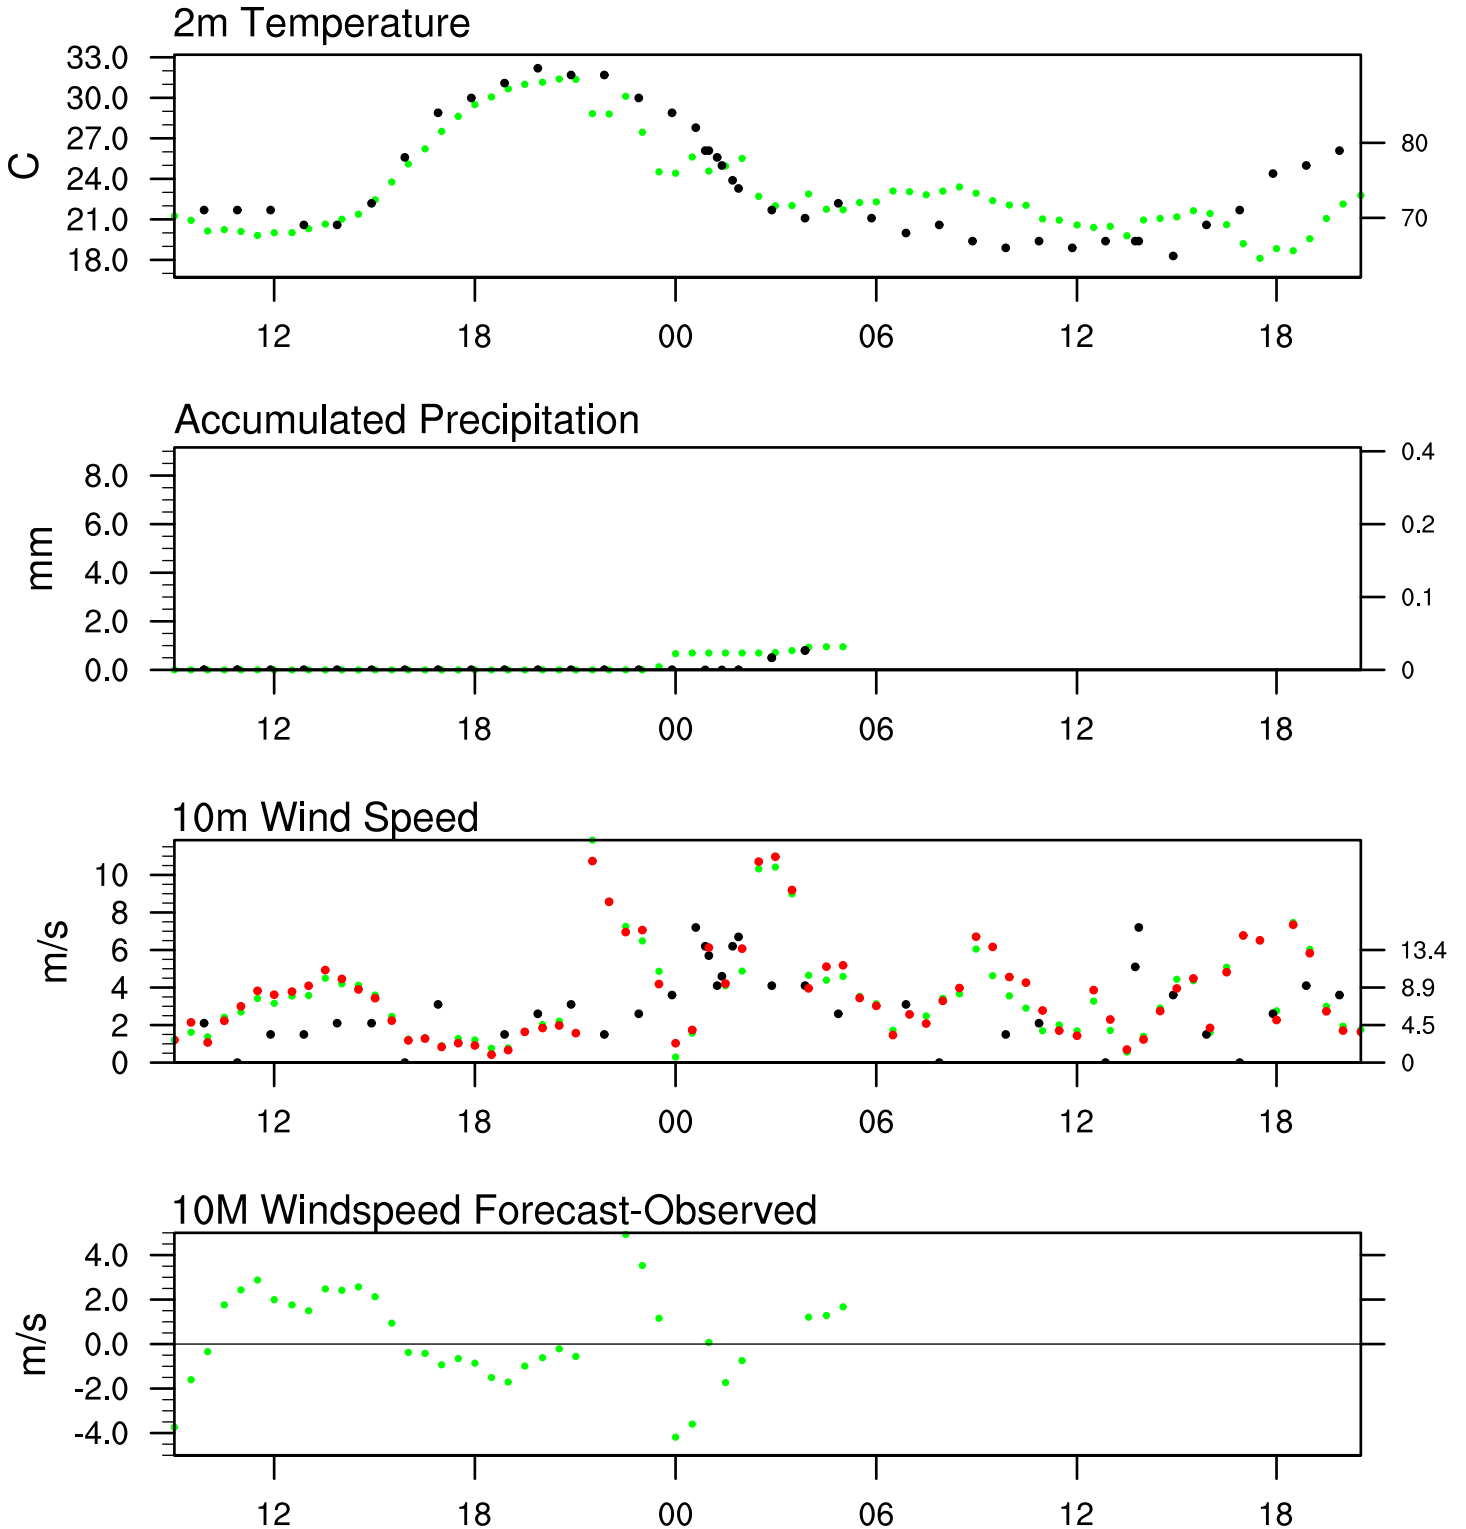 2m Temperature
33.0
30.0
27.0
24.0
21.0
18.0
C
80
70
12 18 00 06 12 18
Accumulated Precipitation
8.0
6.0
4.0
2.0
0.0
mm
0.4
0.2
0.1
0
12 18 00 06 12 18
10m Wind Speed
10
8
6
4
2
0
m/s
13.4
8.9
4.5
0
12 18 00 06 12 18
10M Windspeed Forecast-Observed
4.0
2.0
0.0
-2.0
-4.0
m/s
12 18 00 06 12 18